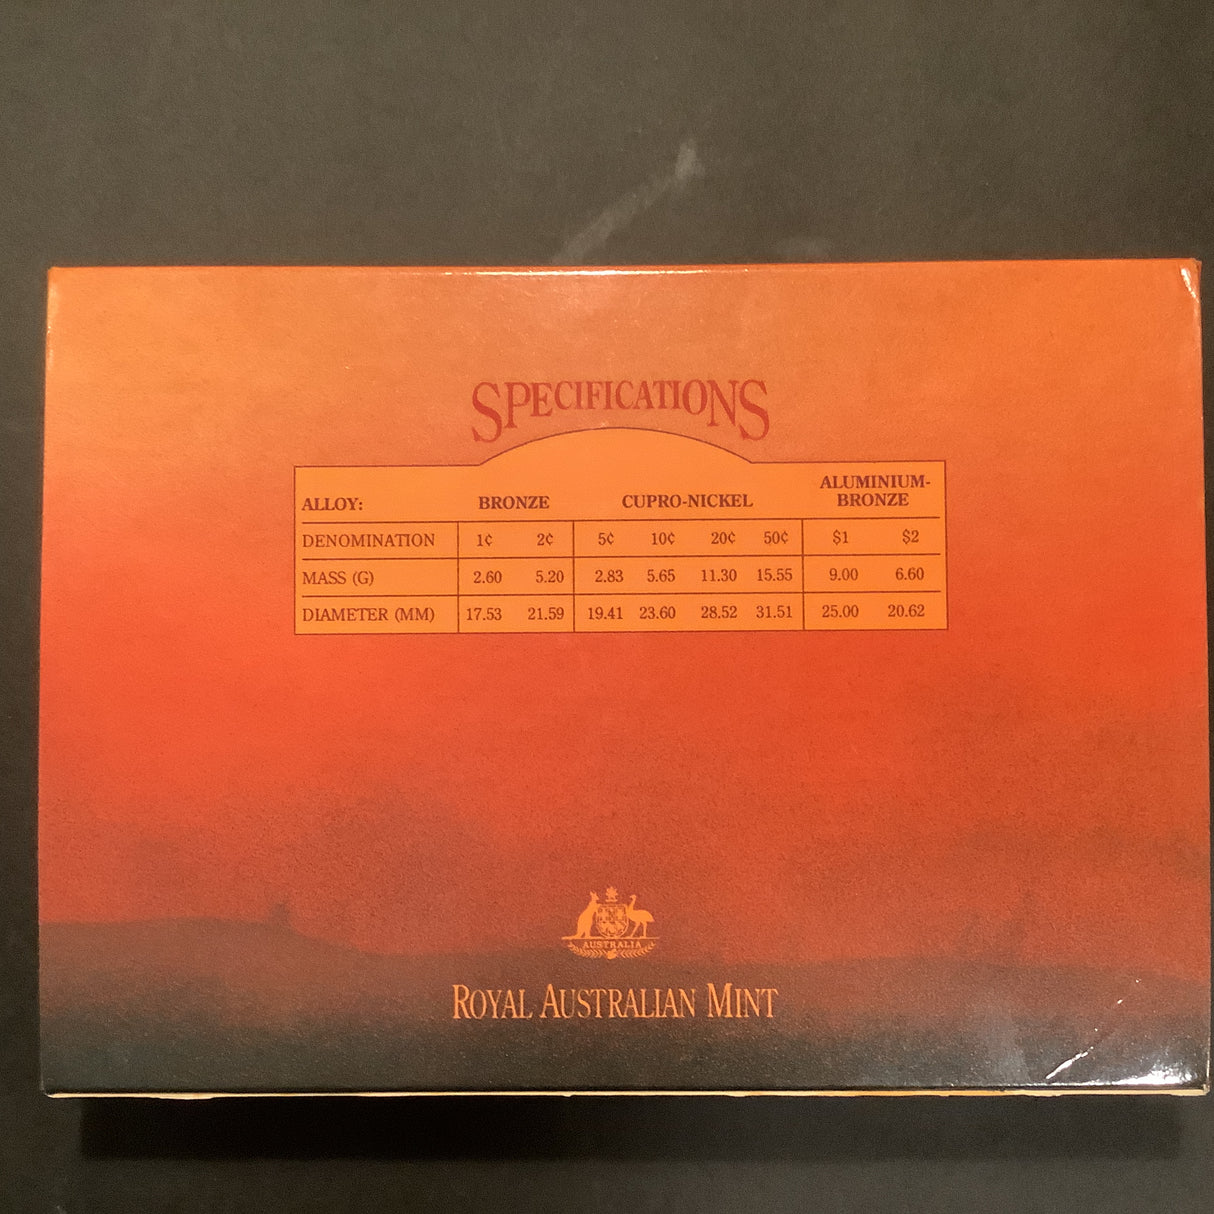 SPECIFICATIONS
ALUMINIUM-
ALLOY: BRONZE CUPRO-NICKEL BRONZE
DENOMINATION 1¢ 2¢ 5¢ 10¢ 20¢ 50¢ $1 $2
MASS (G) 2.60 5.20 2.83 5.65 11.30 15.55 9.00 6.60
DIAMETER (MM) 17.53 21.59 19.41 23.60 28.52 31.51 25.00 20.62
AUSTRALIA
ROYAL AUSTRALIAN MINT